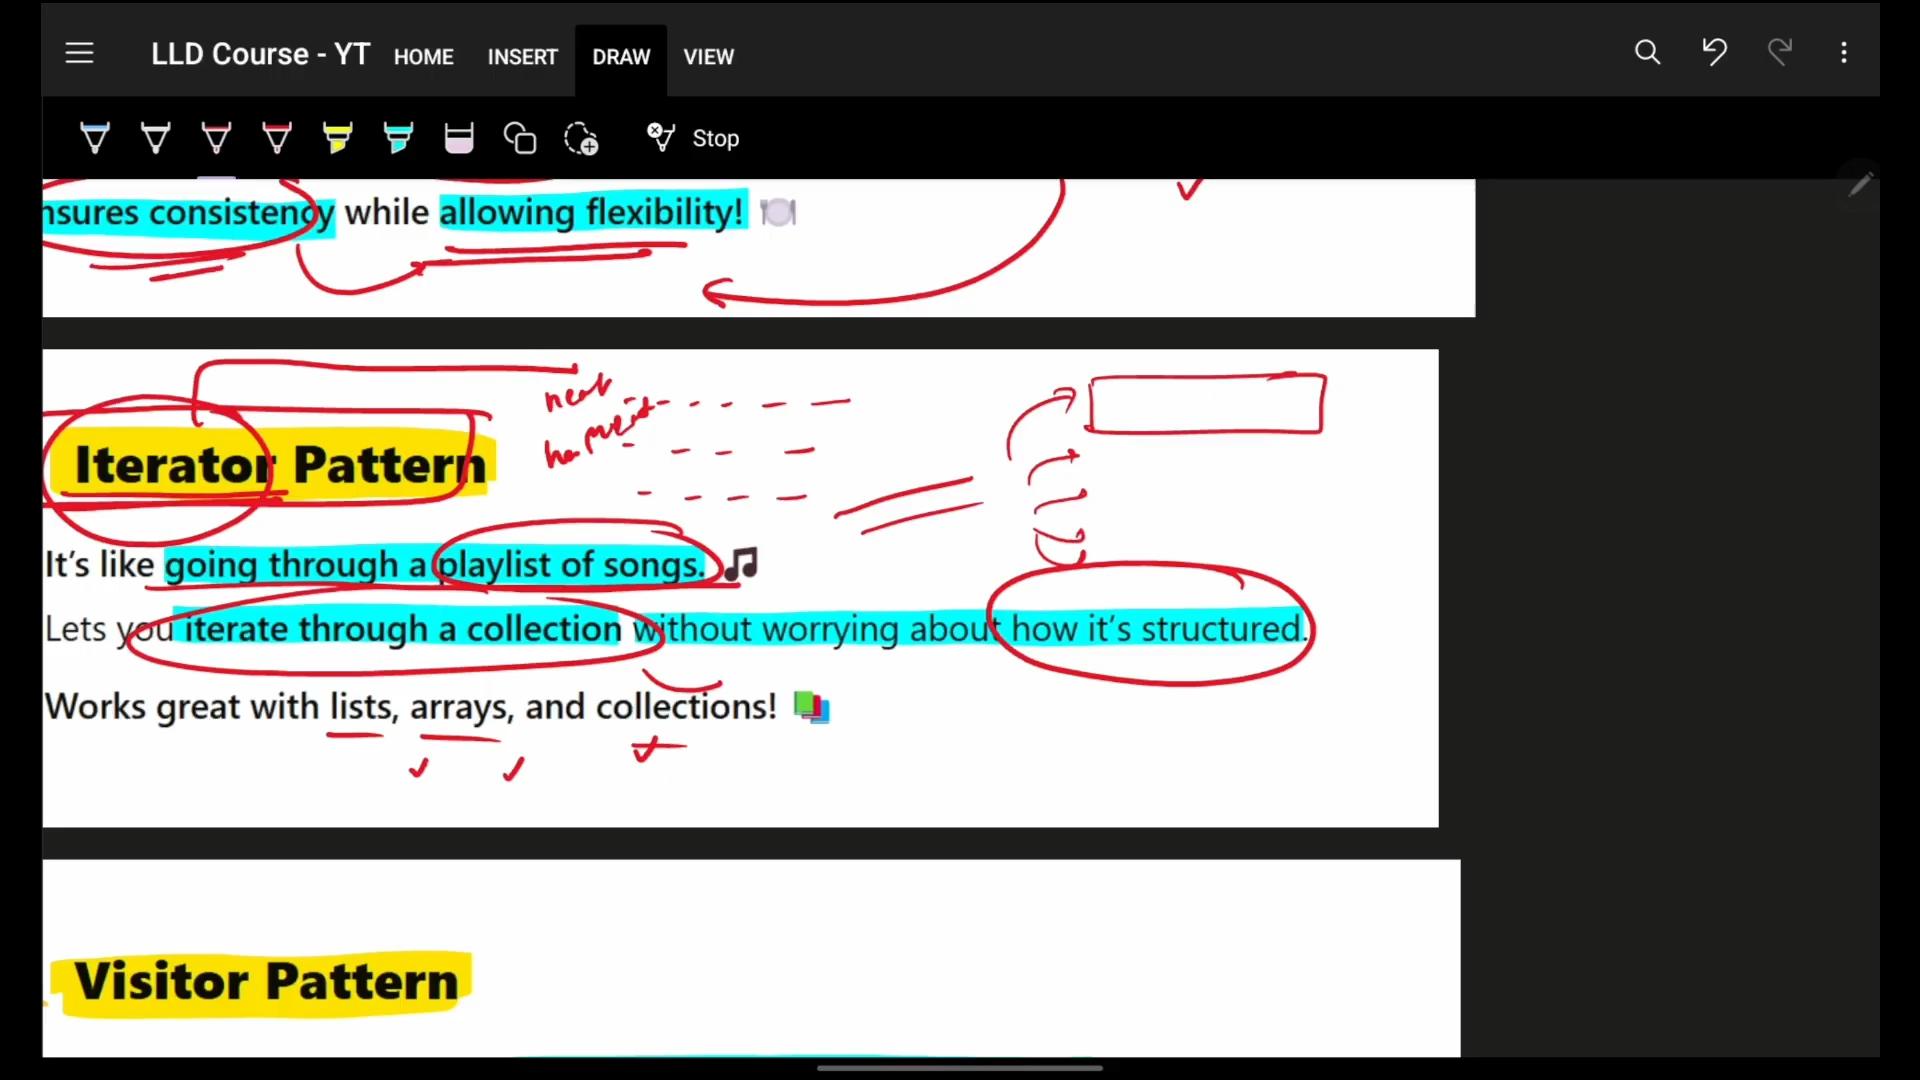 LLD Course - YT HOME INSERT DRAW VIEW
Stop
nsures consistency while allowing flexibility!
Iterator Pattern
next
It's like going through a playlist of songs.
Lets you iterate through a collection without worrying about how it's structured.
Works great with lists, arrays, and collections!
Visitor Pattern